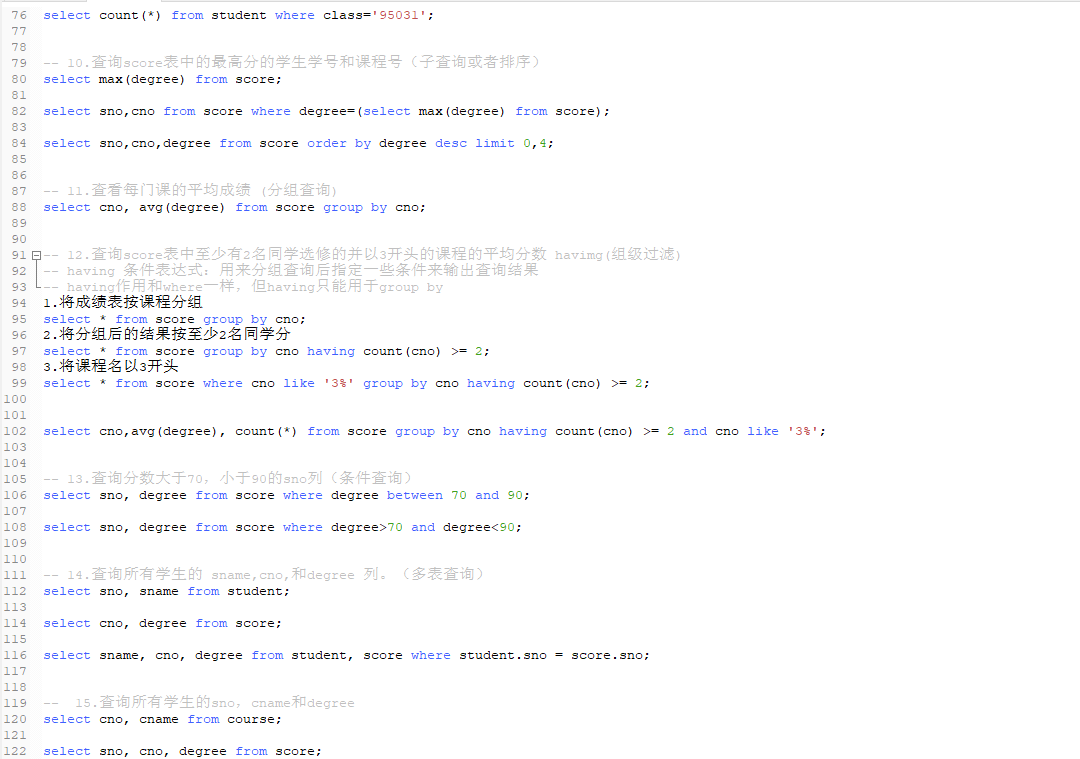 76 select count(*) from student where class='95031';
77
78
79 -- 10.查询score表中的最高分的学生学号和课程号（子查询或者排序）
80 select max(degree) from score;
81
82 select sno,cno from score where degree=(select max(degree) from score);
83
84 select sno,cno,degree from score order by degree desc limit 0,4;
85
86
87 -- 11.查看每门课的平均成绩 (分组查询)
88 select cno, avg(degree) from score group by cno;
89
90
91 -- 12.查询score表中至少有2名同学选修的并以3开头的课程的平均分数 havimg(组级过滤)
92 -- having 条件表达式：用来分组查询后指定一些条件来输出查询结果
93 -- having作用和where一样，但having只能用于group by
94 1.将成绩表按课程分组
95 select * from score group by cno;
96 2.将分组后的结果按至少2名同学分
97 select * from score group by cno having count(cno) >= 2;
98 3.将课程名以3开头
99 select * from score where cno like '3%' group by cno having count(cno) >= 2;
100
101
102 select cno,avg(degree), count(*) from score group by cno having count(cno) >= 2 and cno like '3%';
103
104
105 -- 13.查询分数大于70，小于90的sno列（条件查询）
106 select sno, degree from score where degree between 70 and 90;
107
108 select sno, degree from score where degree>70 and degree<90;
109
110
111 -- 14.查询所有学生的 sname,cno,和degree 列。（多表查询）
112 select sno, sname from student;
113
114 select cno, degree from score;
115
116 select sname, cno, degree from student, score where student.sno = score.sno;
117
118
119 --  15.查询所有学生的sno，cname和degree
120 select cno, cname from course;
121
122 select sno, cno, degree from score;